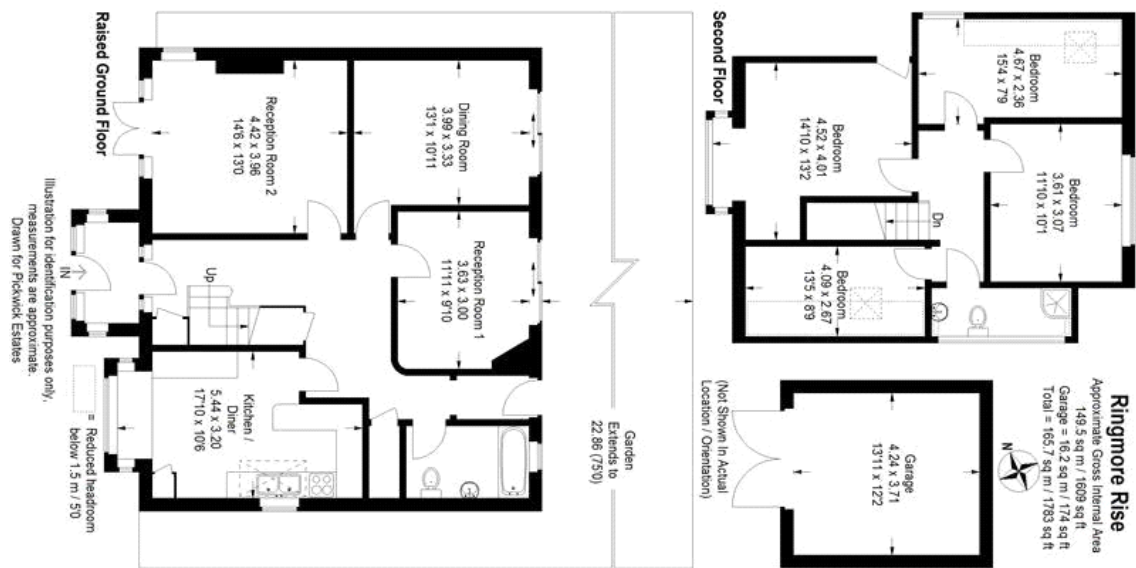 Ringmore Rise
Approximate Gross Internal Area
149.5 sq m / 1609 sq ft
Garage = 16.2 sq m / 174 sq ft
Total = 165.7 sq m / 1783 sq ft
N
Garage
4.24 x 3.71
13'11 x 12'2
(Not Shown In Actual
Location / Orientation)
Bedroom
4.67 x 2.36
15'4 x 7'9
Bedroom
3.61 x 3.07
11'10 x 10'1
Bedroom
4.52 x 4.01
14'10 x 13'2
Dn
Bedroom
4.09 x 2.67
13'5 x 8'9
Second Floor
Garden
Extends to
22.86 (75'0)
Dining Room
3.99 x 3.33
13'1 x 10'11
Reception Room 1
3.63 x 3.00
11'11 x 9'10
Reception Room 2
4.42 x 3.96
14'6 x 13'0
Up
Kitchen /
Diner
5.44 x 3.20
17'10 x 10'6
IN
Raised Ground Floor
= Reduced headroom
below 1.5 m / 5'0
Illustration for identification purposes only,
measurements are approximate.
Drawn for Pickwick Estates